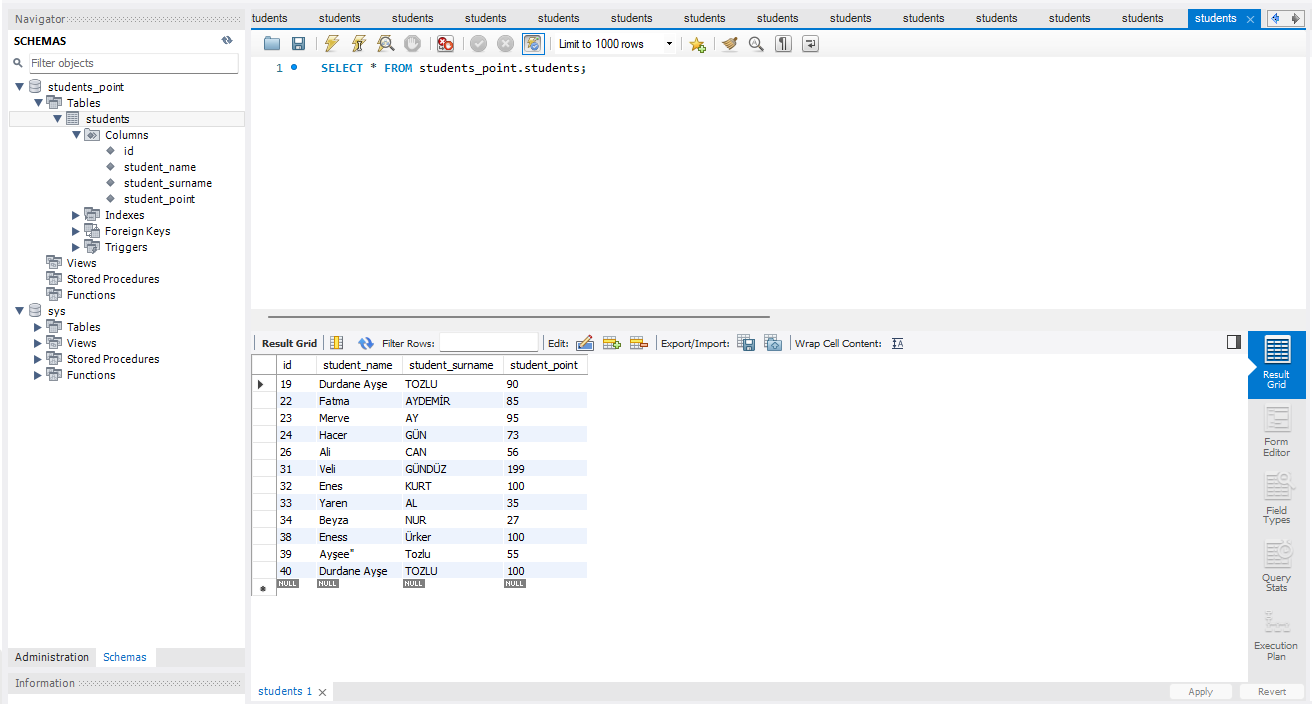 Navigator
tudents students students students students students students students students students students students students students
SCHEMAS
Filter objects
students_point
Tables
students
Columns
id
student_name
student_surname
student_point
Indexes
Foreign Keys
Triggers
Views
Stored Procedures
Functions
sys
Tables
Views
Stored Procedures
Functions
Administration Schemas
Information
Limit to 1000 rows
1 SELECT * FROM students_point.students;
Result Grid Filter Rows: Edit: Export/Import: Wrap Cell Content:
id student_name student_surname student_point
19 Durdane Ayşe TOZLU 90
22 Fatma AYDEMİR 85
23 Merve AY 95
24 Hacer GÜN 73
26 Ali CAN 56
31 Veli GÜNDÜZ 199
32 Enes KURT 100
33 Yaren AL 35
34 Beyza NUR 27
38 Eness Ürker 100
39 Ayşee" Tozlu 55
40 Durdane Ayşe TOZLU 100
NULL NULL NULL NULL
Result
Grid
Form
Editor
Field
Types
Query
Stats
Execution
Plan
students 1
Apply Revert